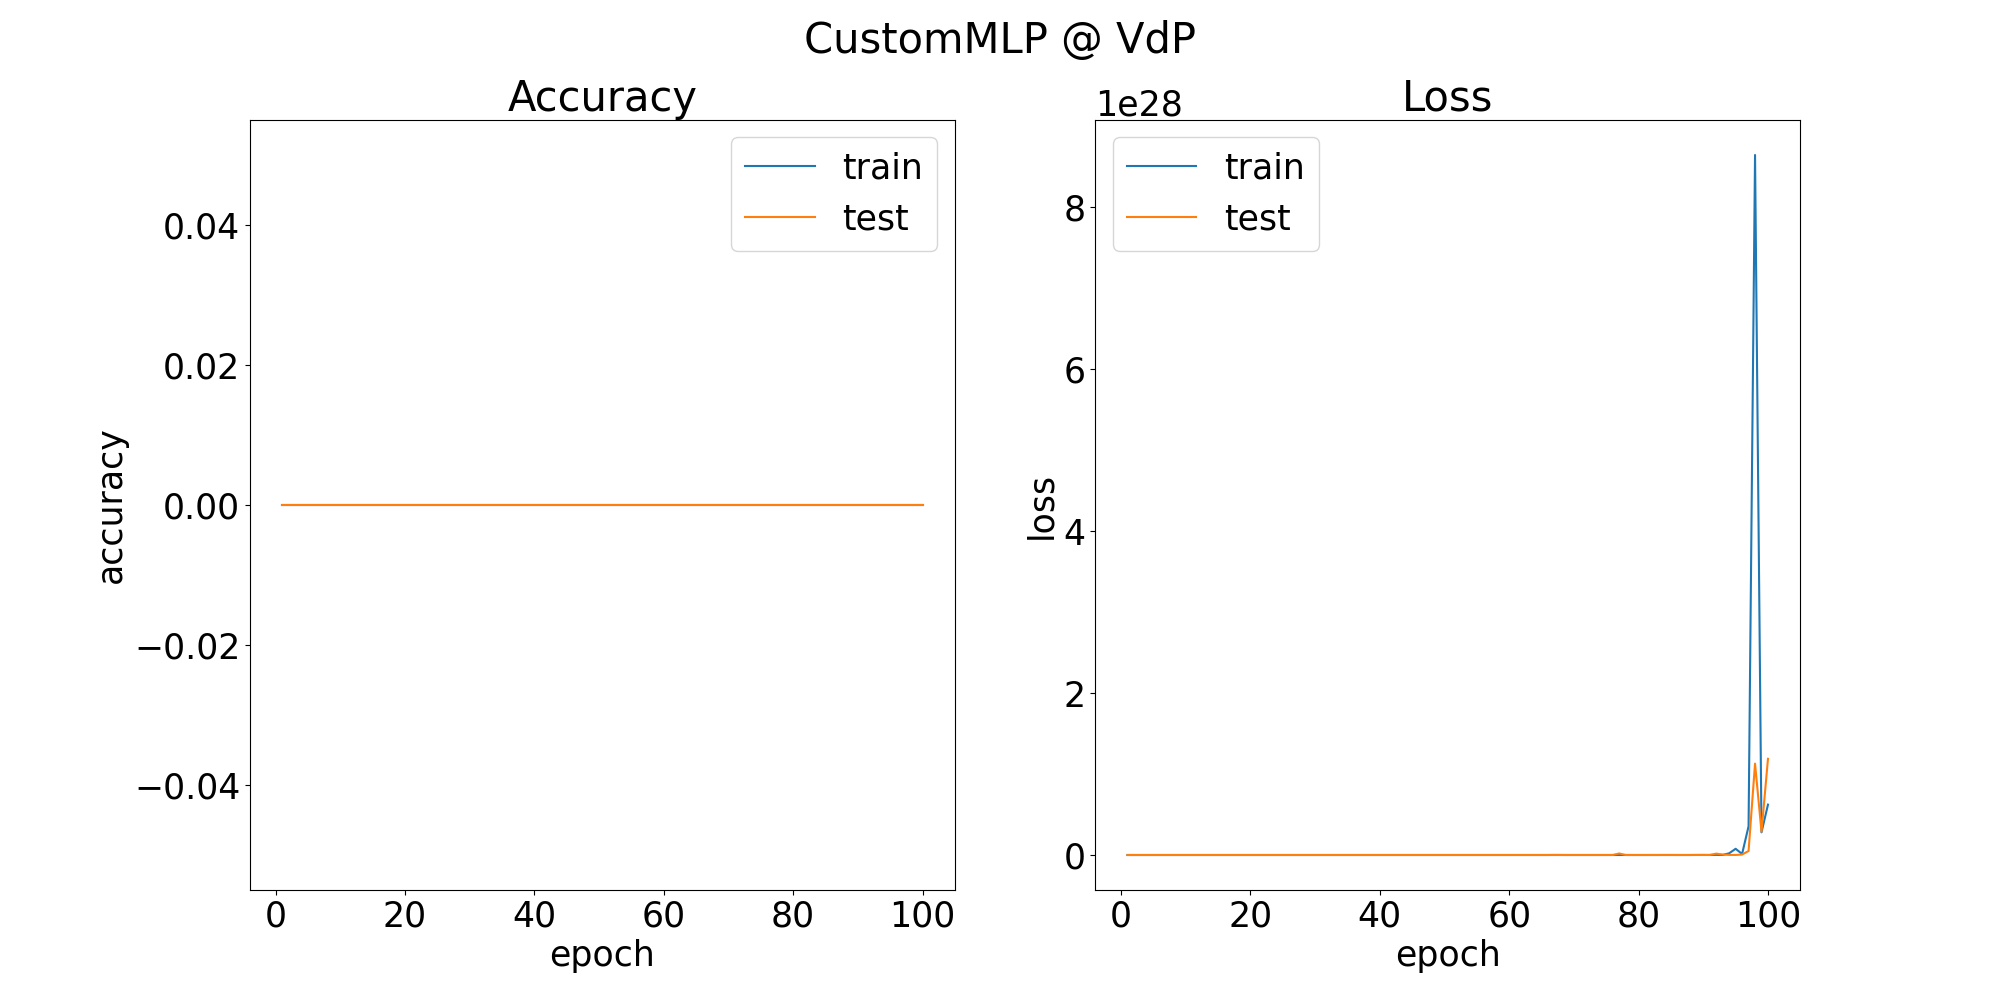 CustomMLP @ VdP
Accuracy
train
test
0.04
0.02
0.00
−0.02
−0.04
accuracy
0 20 40 60 80 100
epoch
Loss
1e28
train
test
8
6
4
2
0
loss
0 20 40 60 80 100
epoch